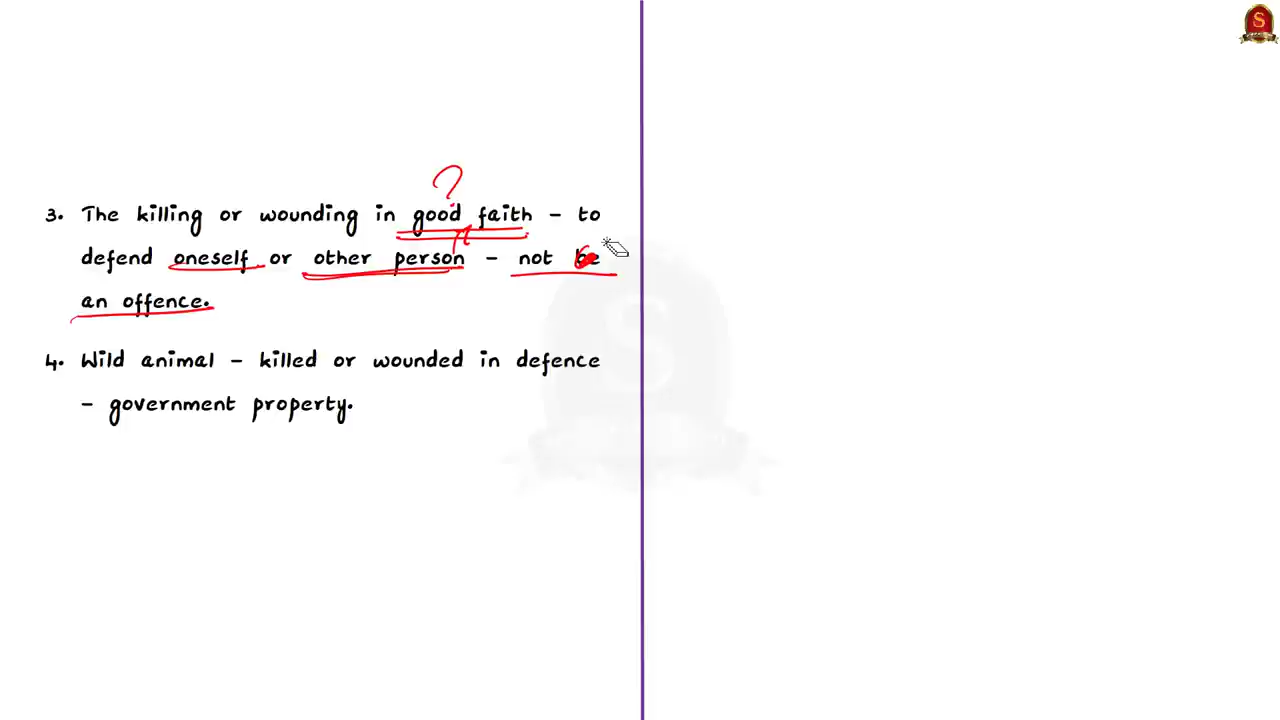 ?
3. The killing or wounding in good faith - to
defend oneself or other person - not be
an offence.
4. Wild animal - killed or wounded in defence
- government property.
S
S